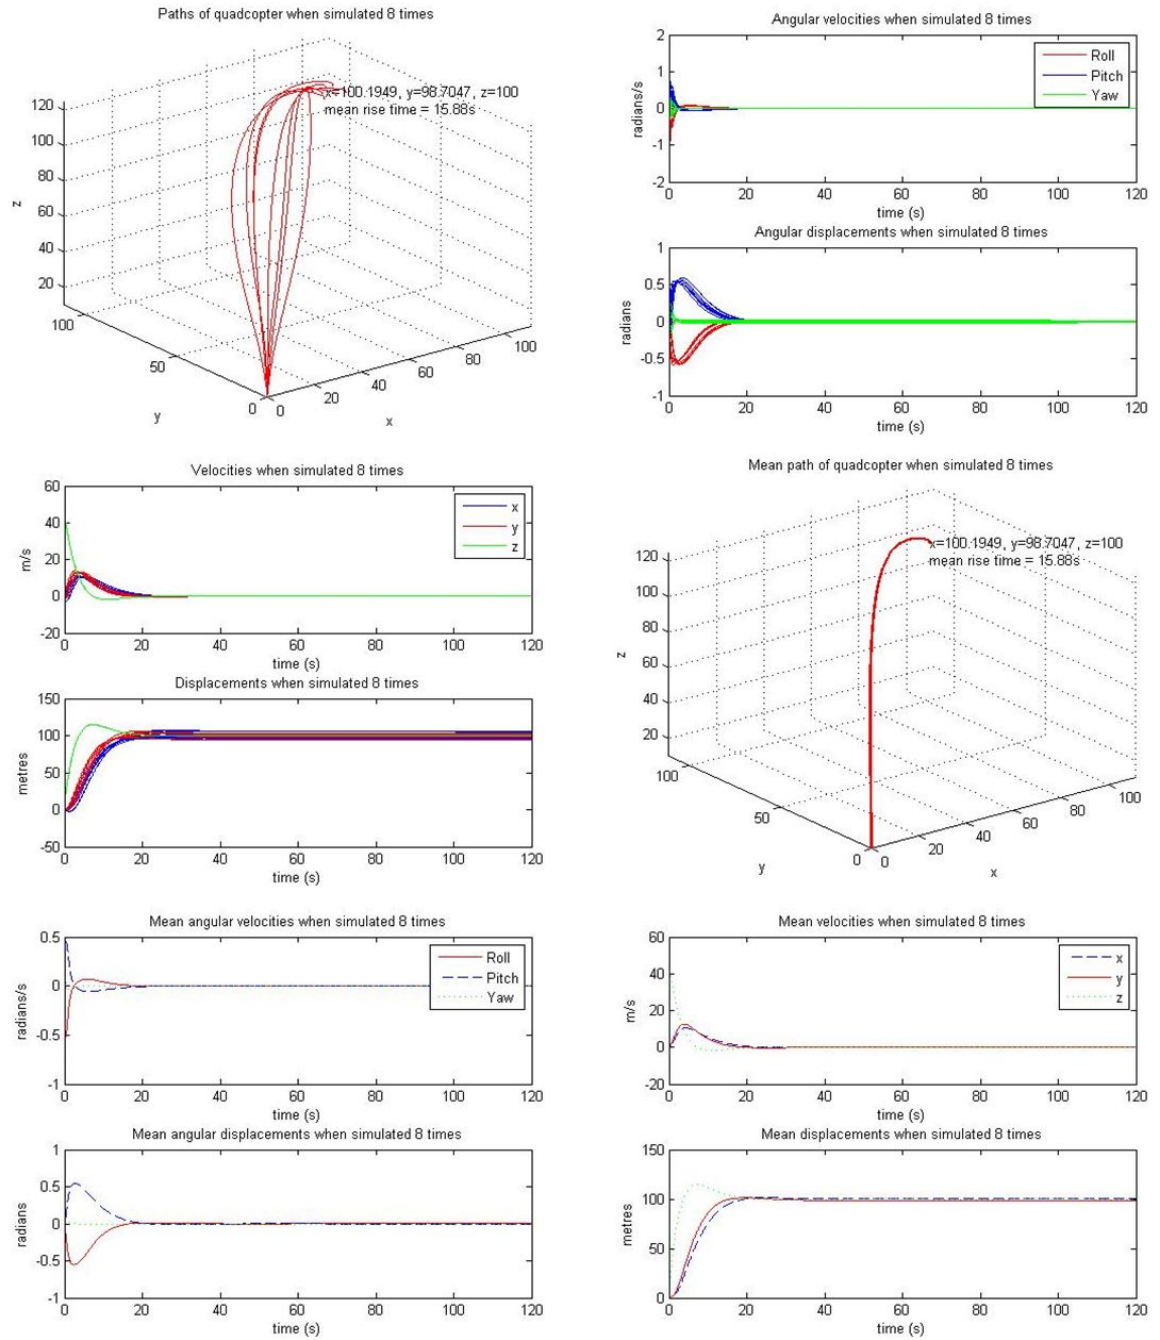 Paths of quadcopter when simulated 8 times
x=100.1949, y=98.7047, z=100
mean rise time = 15.88s
120
100
80
60
40
20
z
100
50
0
y
0
20
40
60
80
100
x
Angular velocities when simulated 8 times
2
1
0
-1
-2
radians/s
Roll
Pitch
Yaw
0 20 40 60 80 100 120
time (s)
Angular displacements when simulated 8 times
1
0.5
0
-0.5
-1
radians
0 20 40 60 80 100 120
time (s)
Velocities when simulated 8 times
60
40
20
0
-20
m/s
x
y
z
0 20 40 60 80 100 120
time (s)
Displacements when simulated 8 times
150
100
50
0
-50
metres
0 20 40 60 80 100 120
time (s)
Mean path of quadcopter when simulated 8 times
x=100.1949, y=98.7047, z=100
mean rise time = 15.88s
120
100
80
60
40
20
z
100
50
0
y
0
20
40
60
80
100
x
Mean angular velocities when simulated 8 times
0.5
0
-0.5
-1
radians/s
Roll
Pitch
Yaw
0 20 40 60 80 100 120
time (s)
Mean angular displacements when simulated 8 times
1
0.5
0
-0.5
-1
radians
0 20 40 60 80 100 120
time (s)
Mean velocities when simulated 8 times
60
40
20
0
-20
m/s
x
y
z
0 20 40 60 80 100 120
time (s)
Mean displacements when simulated 8 times
150
100
50
0
metres
0 20 40 60 80 100 120
time (s)